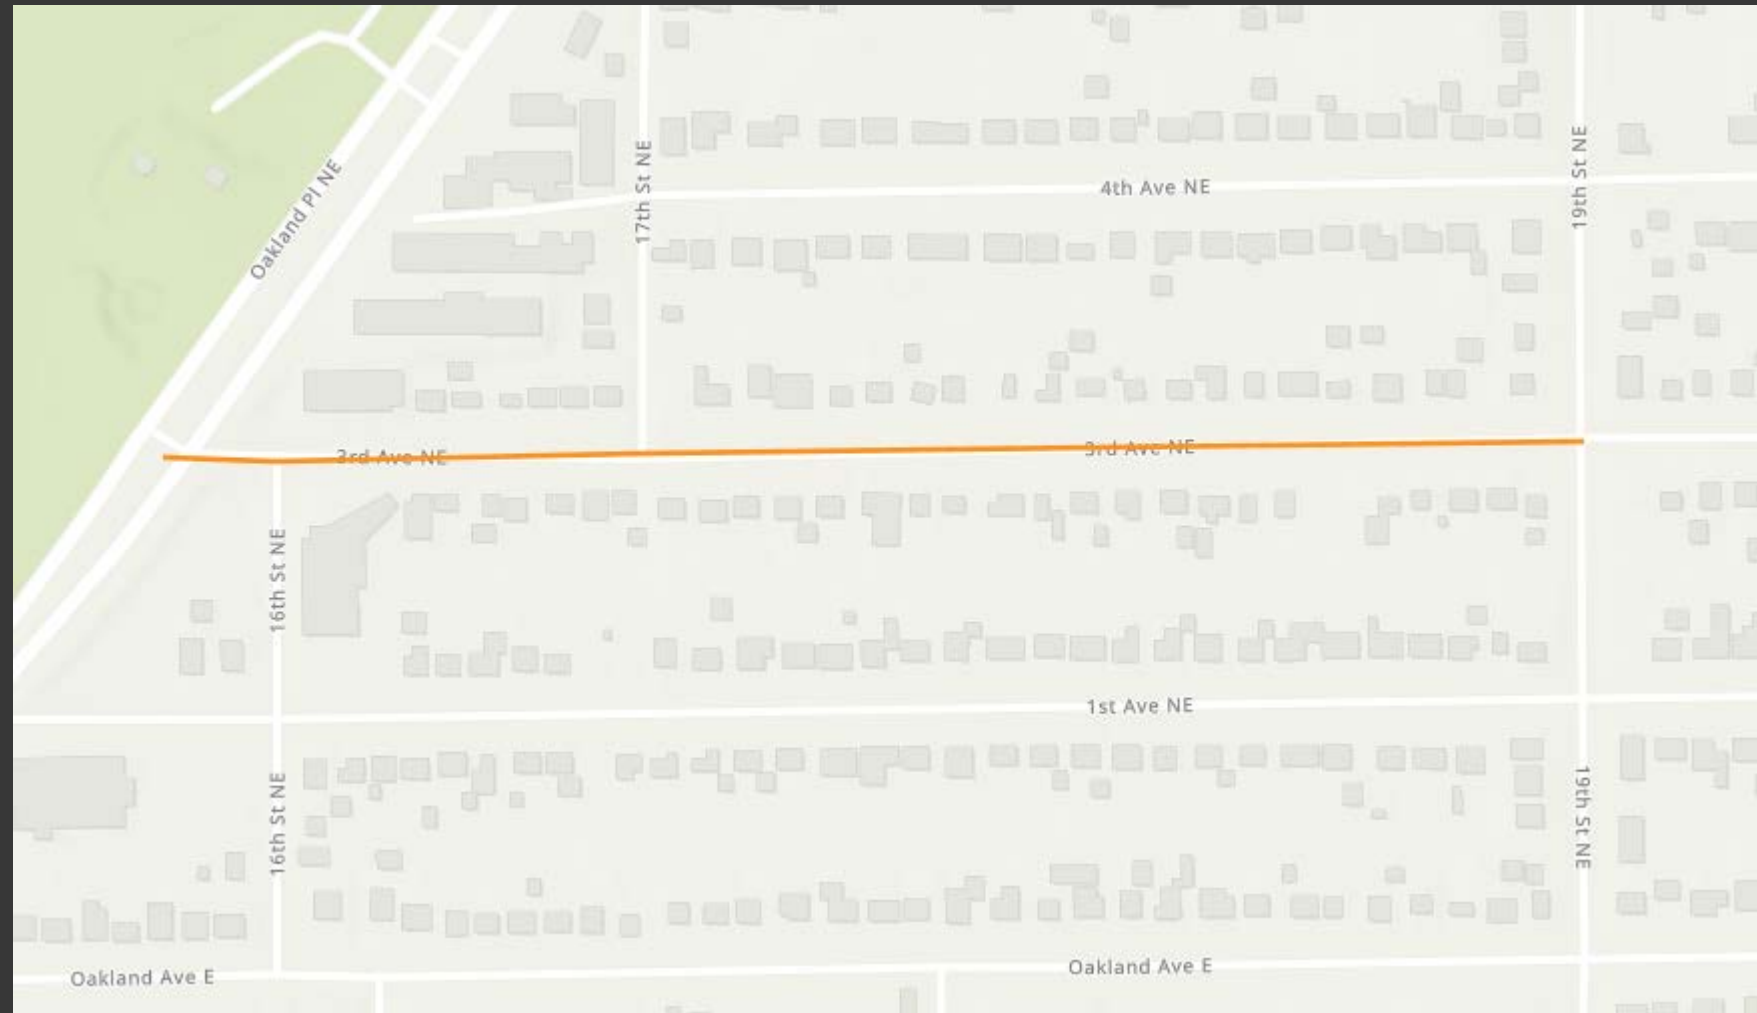 Oakland Pl NE
17th St NE
4th Ave NE
19th St NE
3rd Ave NE
3rd Ave NE
16th St NE
1st Ave NE
16th St NE
19th St NE
Oakland Ave E
Oakland Ave E